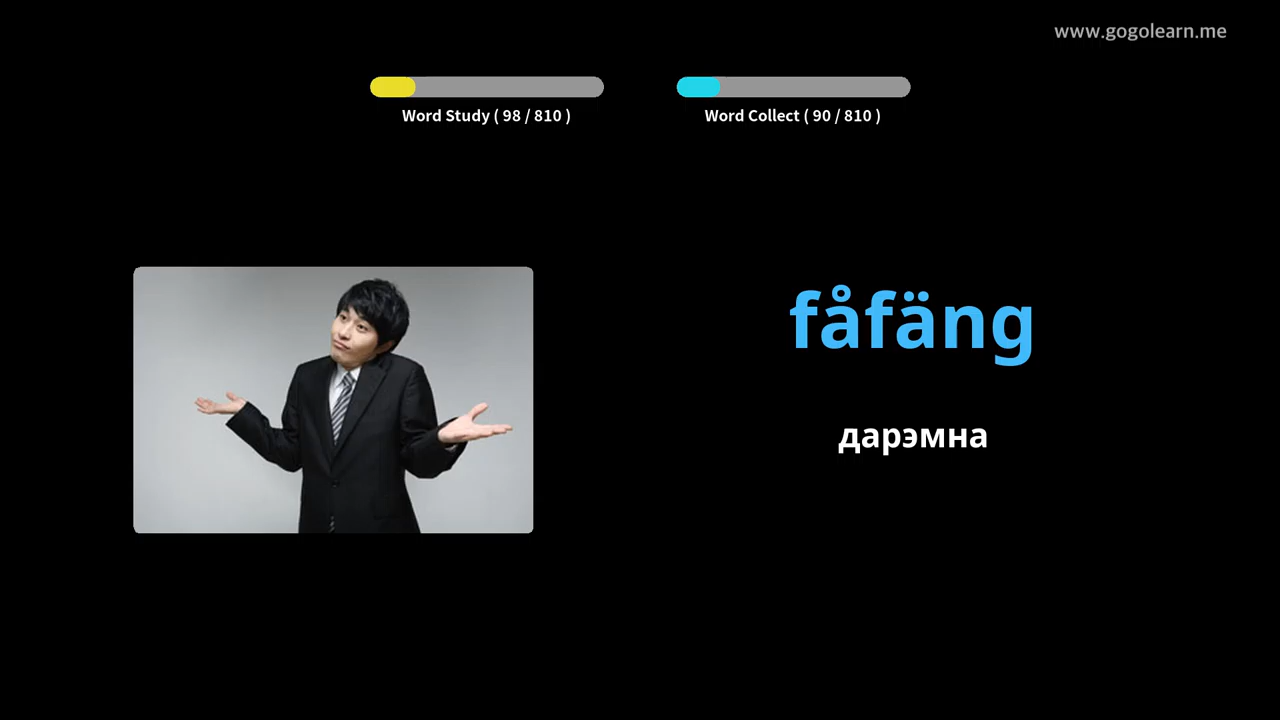 www.gogolearn.me
Word Study ( 98 / 810 )
Word Collect ( 90 / 810 )
fåfäng
дарэмна